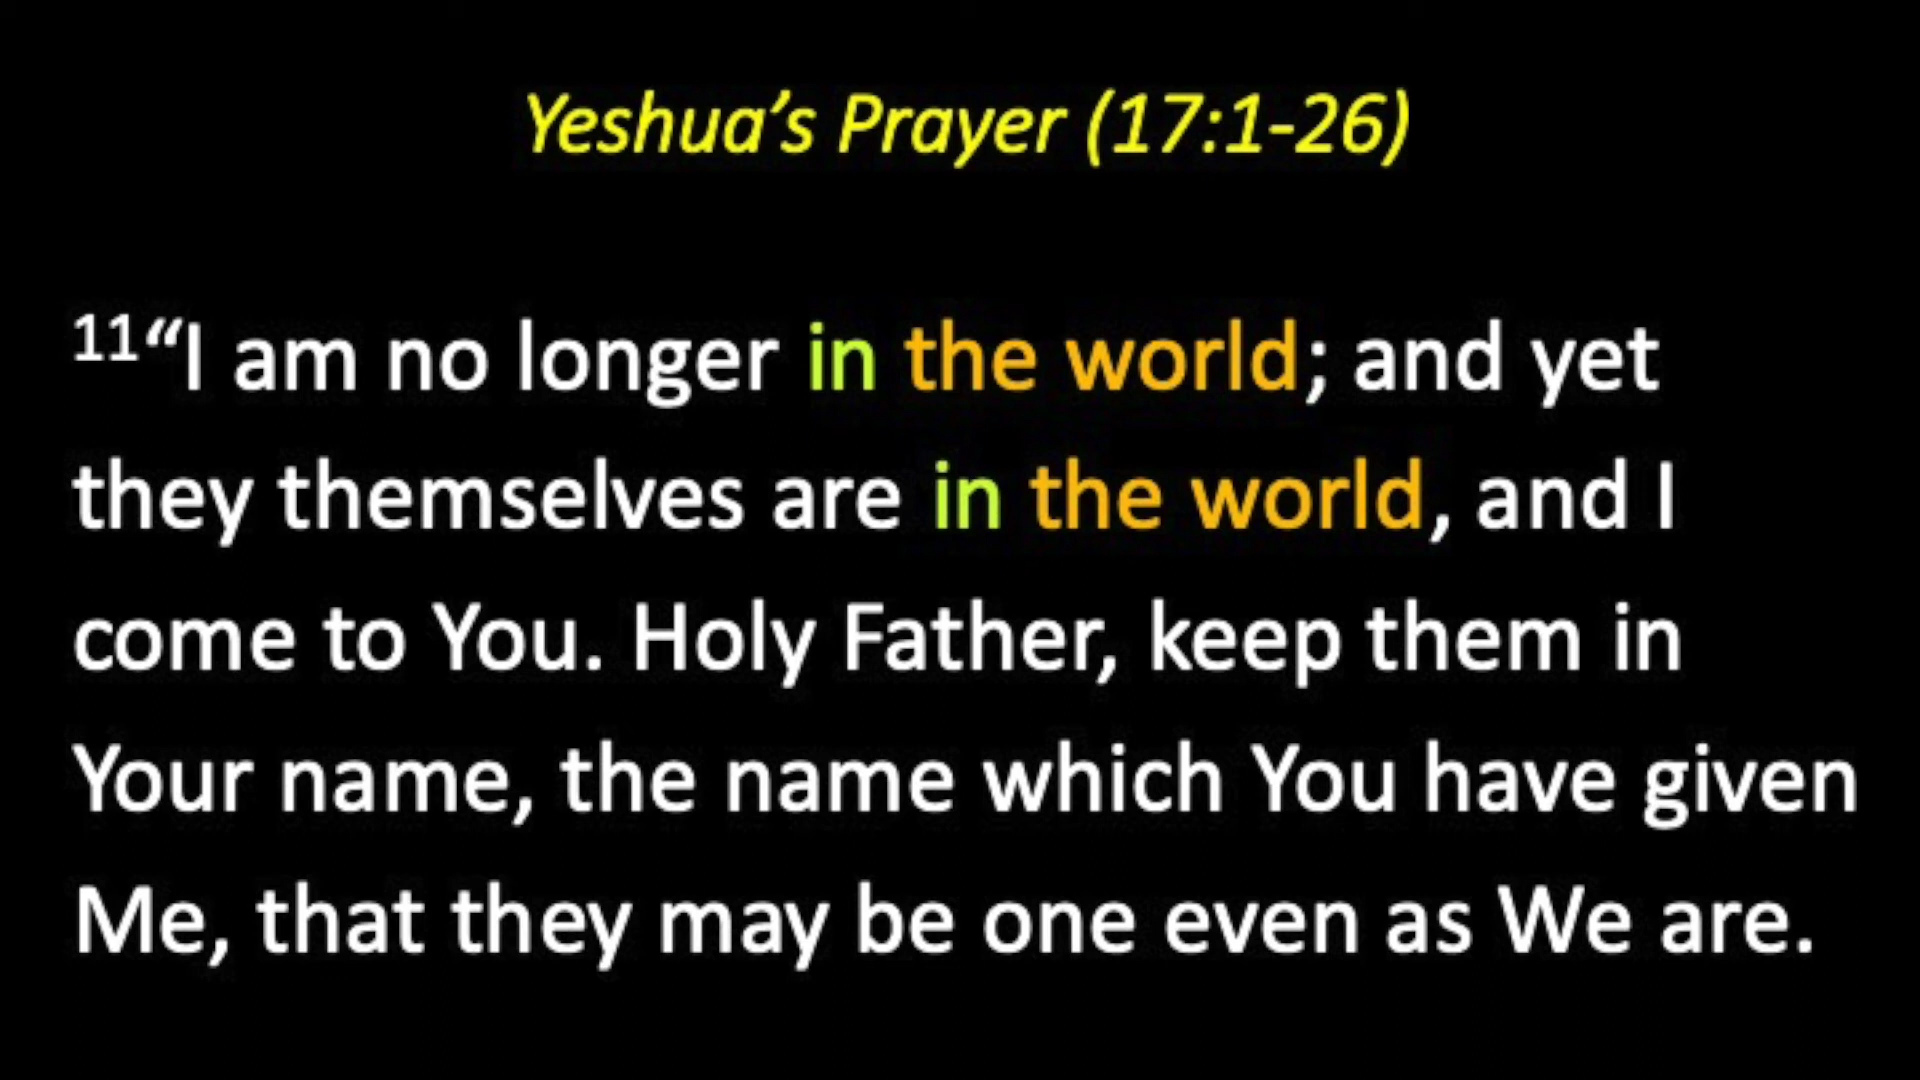 Yeshua’s Prayer (17:1-26)
11“I am no longer in the world; and yet
they themselves are in the world, and I
come to You. Holy Father, keep them in
Your name, the name which You have given
Me, that they may be one even as We are.